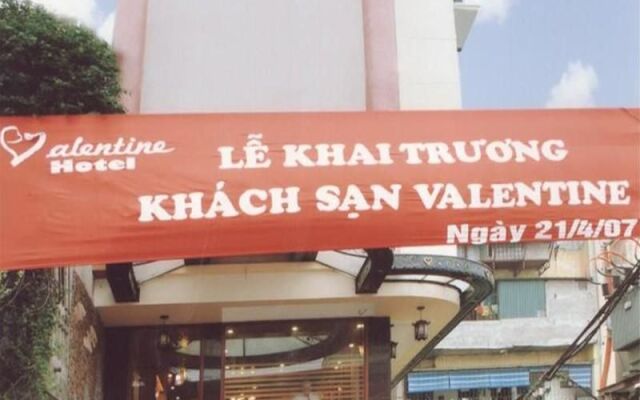 Valentine
Hotel
LỄ KHAI TRƯƠNG
KHÁCH SẠN VALENTINE
Ngày 21/4/07